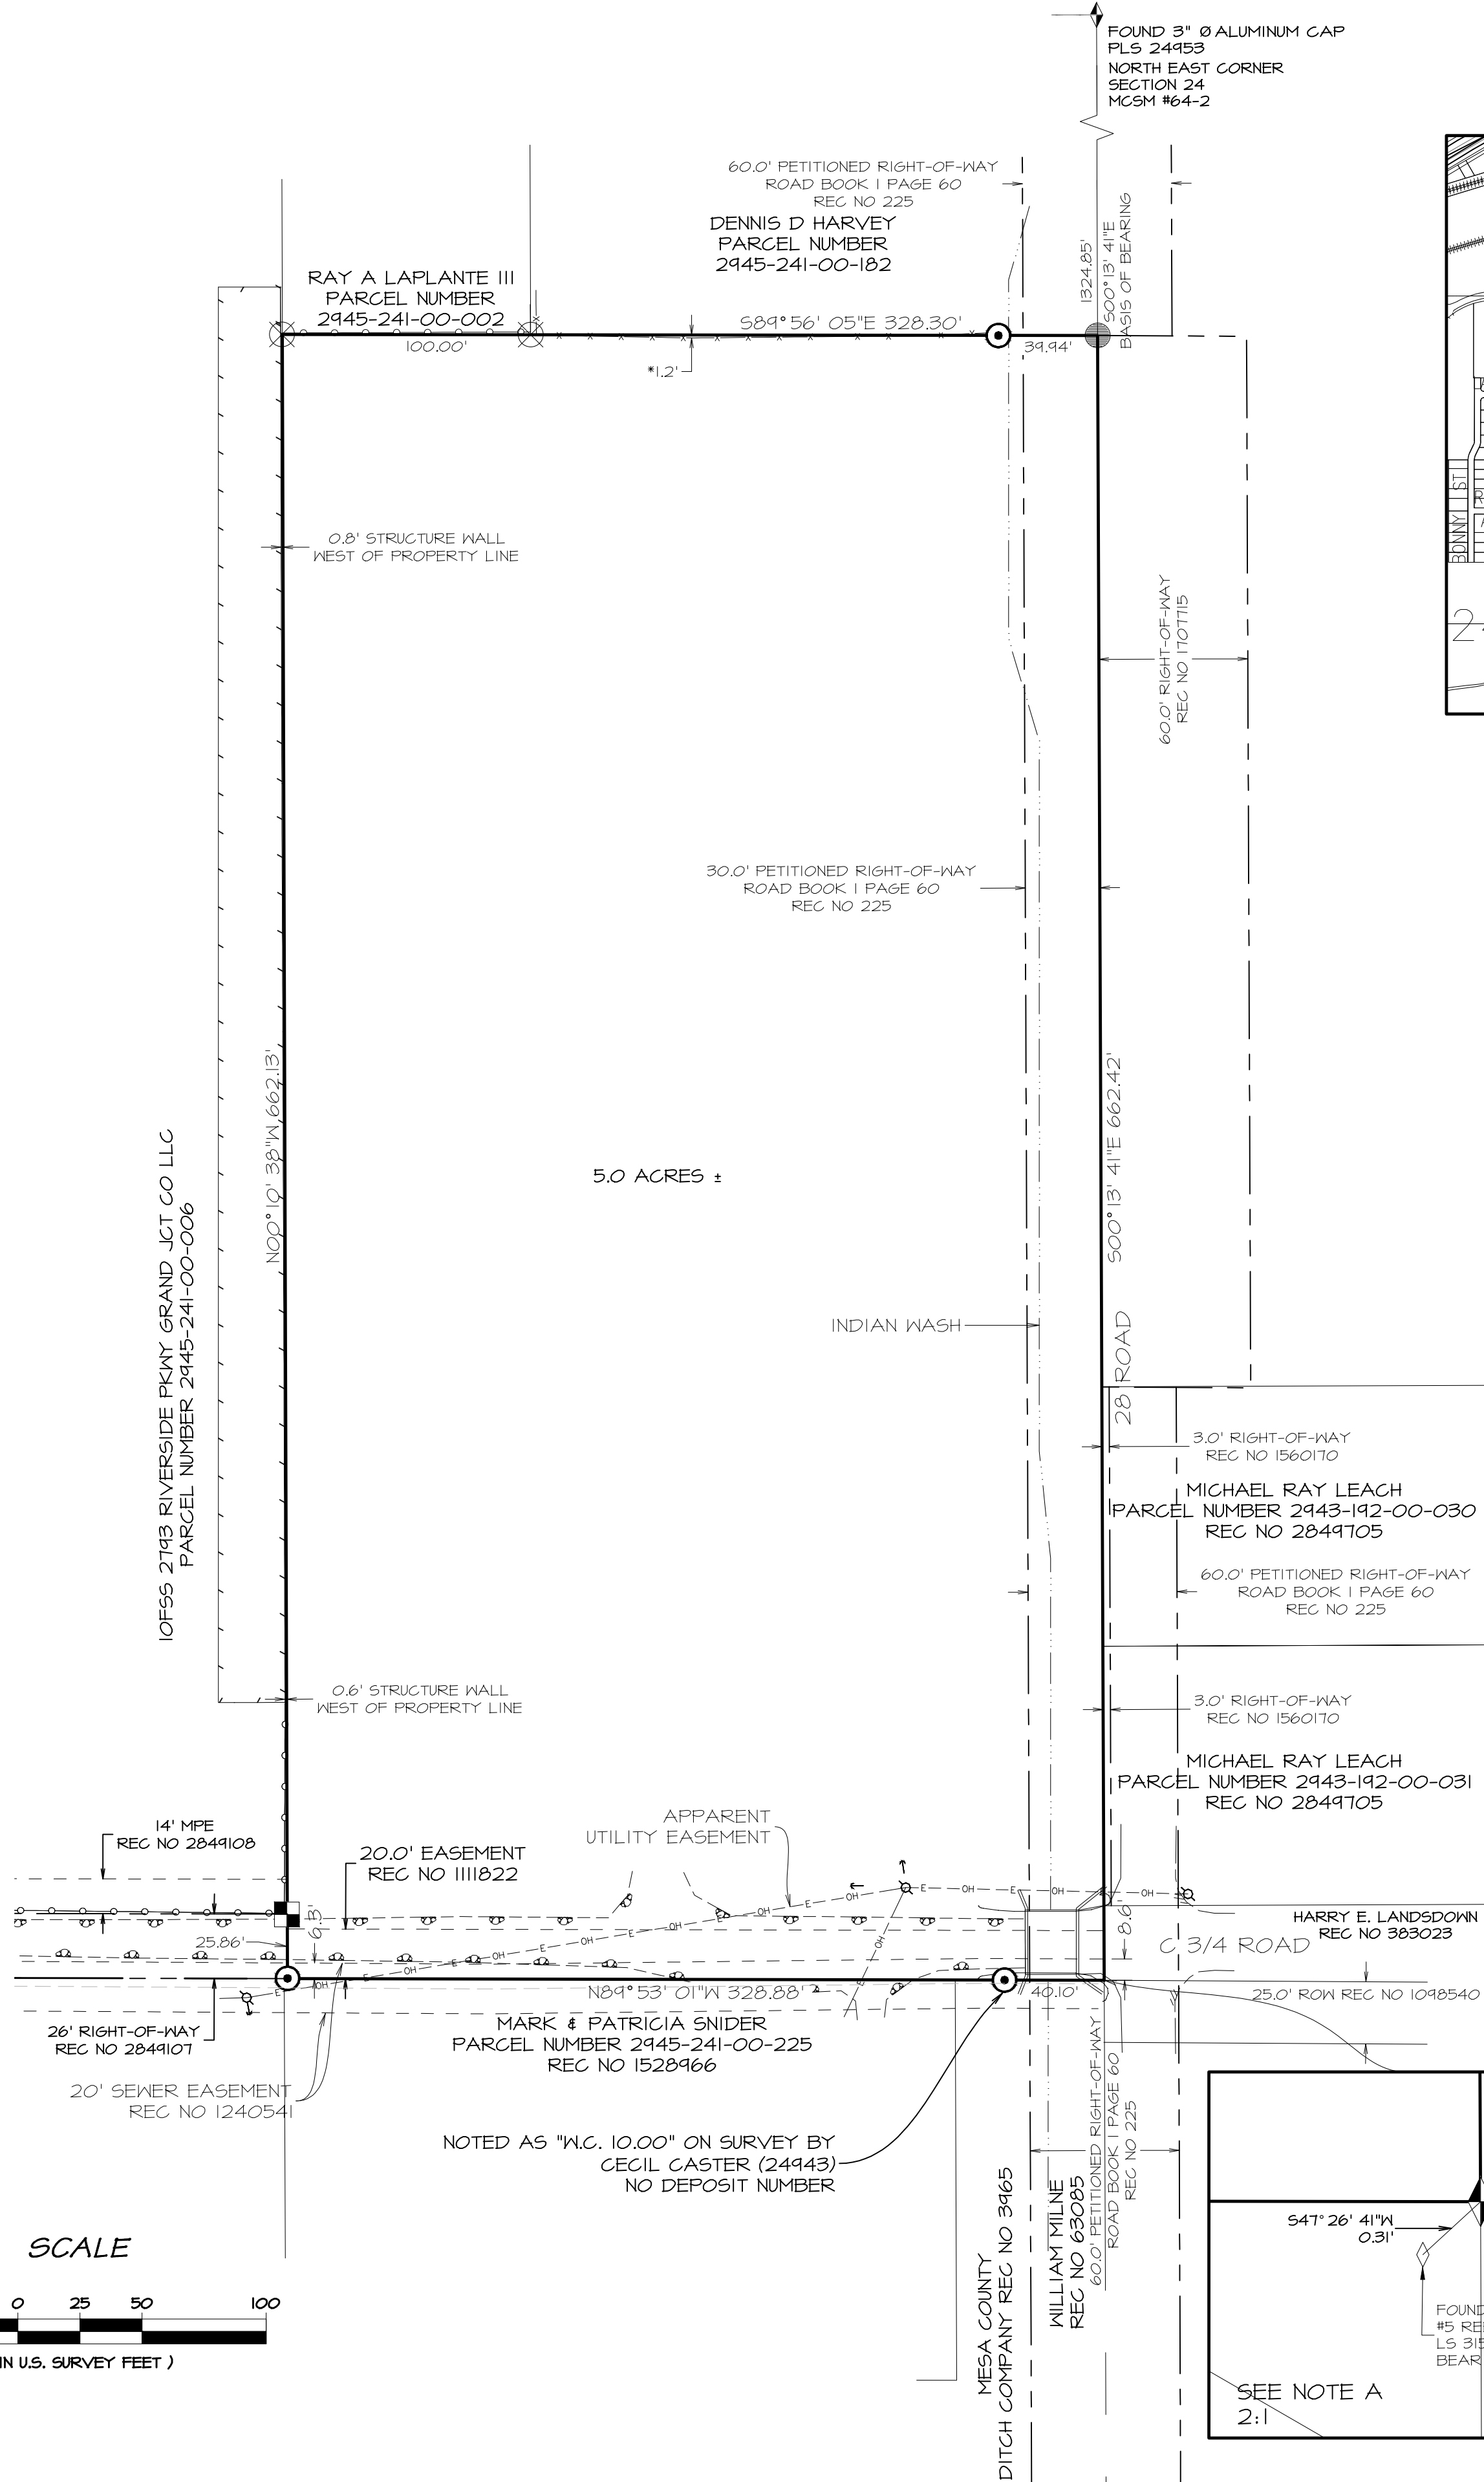 FOUND 3" Ø ALUMINUM CAP
PLS 24953
NORTH EAST CORNER
SECTION 24
MCSM #64-2
60.0' PETITIONED RIGHT-OF-WAY
ROAD BOOK 1 PAGE 60
REC NO 225
DENNIS D HARVEY
PARCEL NUMBER
2945-241-00-182
1324.85'
S00°13' 41"E
BASIS OF BEARING
RAY A LAPLANTE III
PARCEL NUMBER
2945-241-00-002
100.00'
S89°56' 05"E 328.30'
39.94'
*1.2'
BONNY ST
0.8' STRUCTURE WALL
WEST OF PROPERTY LINE
60.0' RIGHT-OF-WAY
REC NO 1707715
30.0' PETITIONED RIGHT-OF-WAY
ROAD BOOK 1 PAGE 60
REC NO 225
N00°10' 38"W 662.13'
S00°13' 41"E 662.42'
IOFSS 2793 RIVERSIDE PKWY GRAND JCT CO LLC
PARCEL NUMBER 2945-241-00-006
5.0 ACRES ±
INDIAN WASH
28 ROAD
3.0' RIGHT-OF-WAY
REC NO 1560170
MICHAEL RAY LEACH
PARCEL NUMBER 2943-192-00-030
REC NO 2849705
60.0' PETITIONED RIGHT-OF-WAY
ROAD BOOK 1 PAGE 60
REC NO 225
0.6' STRUCTURE WALL
WEST OF PROPERTY LINE
3.0' RIGHT-OF-WAY
REC NO 1560170
MICHAEL RAY LEACH
PARCEL NUMBER 2943-192-00-031
REC NO 2849705
14' MPE
REC NO 2849108
20.0' EASEMENT
REC NO 1111822
APPARENT
UTILITY EASEMENT
6.3'
25.86'
8.6'
HARRY E. LANDSDOWN
REC NO 383023
C 3/4 ROAD
N89°53' 01"W 328.88'
40.10'
25.0' ROW REC NO 1098540
26' RIGHT-OF-WAY
REC NO 2849107
MARK & PATRICIA SNIDER
PARCEL NUMBER 2945-241-00-225
REC NO 1528966
20' SEWER EASEMENT
REC NO 1240541
NOTED AS "W.C. 10.00" ON SURVEY BY
CECIL CASTER (24943)
NO DEPOSIT NUMBER
60.0' PETITIONED RIGHT-OF-WAY
ROAD BOOK 1 PAGE 60
REC NO 225
MESA COUNTY
DITCH COMPANY REC NO 3965
WILLIAM MILNE
REC NO 63085
SCALE
0 25 50 100
IN U.S. SURVEY FEET )
S47°26' 41"W
0.31'
FOUND
#5 RE
LS 315
BEAR
SEE NOTE A
2:1